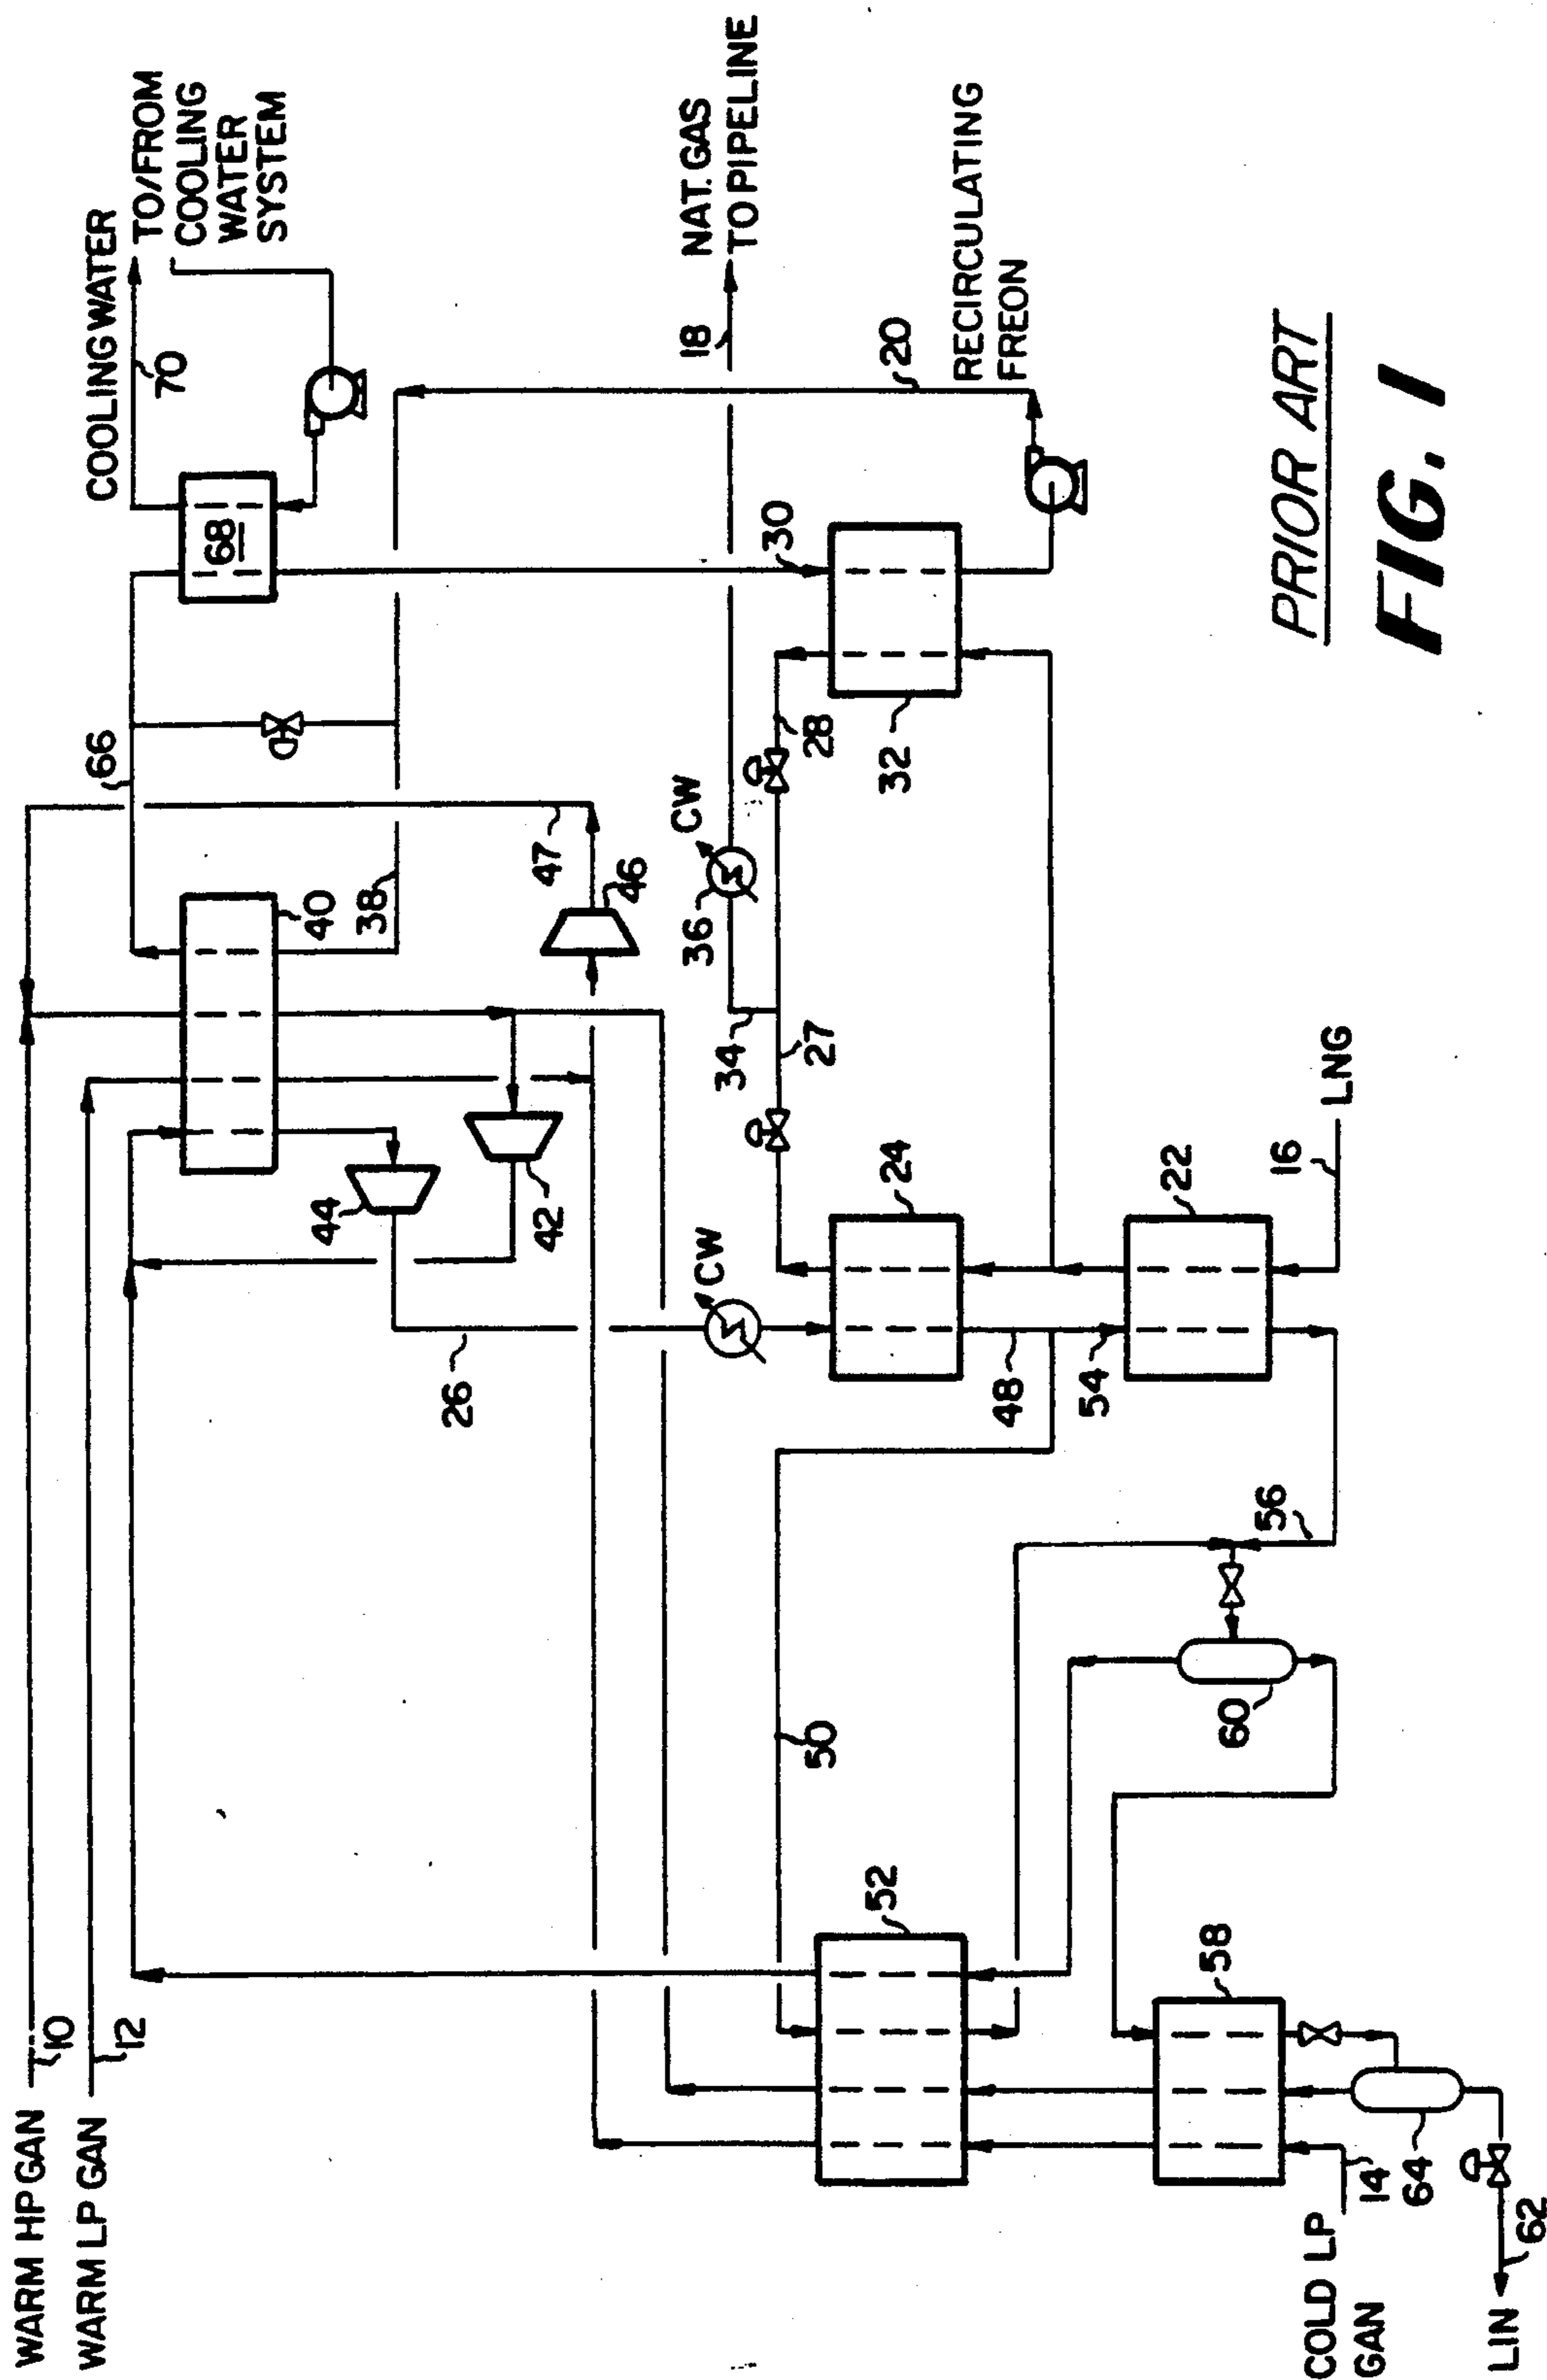 WARM HP GAN
10
WARM LP GAN
12
COOLING WATER
70
TO/FROM
COOLING
WATER
SYSTEM
68
66
40
38
44
42
47
46
26
CW
CW
36
34
27
28
30
32
18
NAT. GAS
TO PIPELINE
20
RECIRCULATING
FREON
24
22
48
54
16
LNG
50
52
56
60
58
14
64
COLD LP
GAN
62
LIN
PRIOR ART
FIG. 1